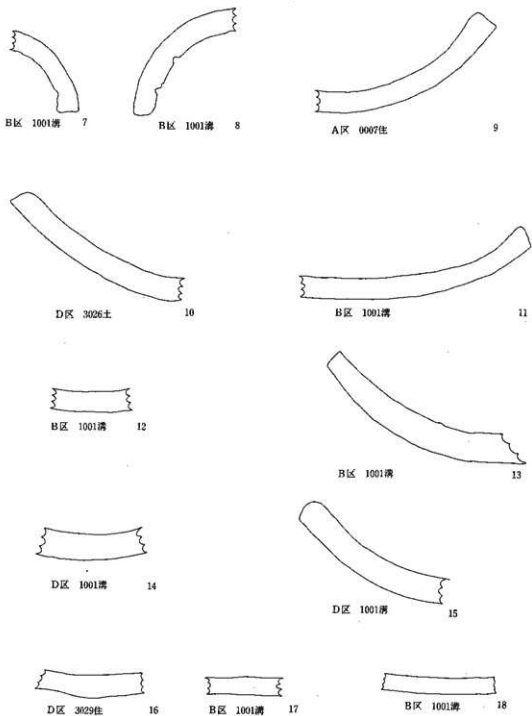 B区 1001溝 7
B区 1001溝 8
A区 0007住 9
D区 3026土 10
B区 1001溝 11
B区 1001溝 12
B区 1001溝 13
D区 1001溝 14
D区 1001溝 15
D区 3029住 16
B区 1001溝 17
B区 1001溝 18